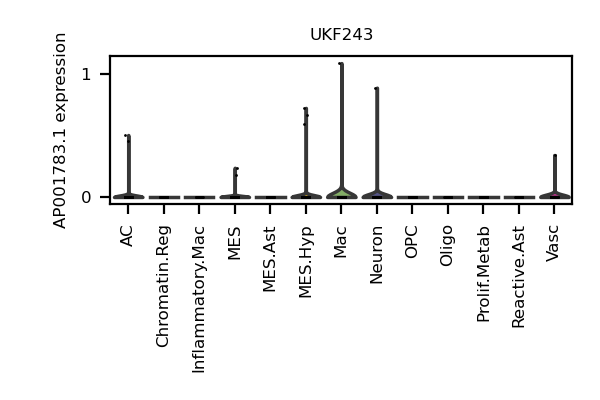 UKF243
AP001783.1 expression
1
0
AC
Chromatin.Reg
Inflammatory.Mac
MES
MES.Ast
MES.Hyp
Mac
Neuron
OPC
Oligo
Prolif.Metab
Reactive.Ast
Vasc